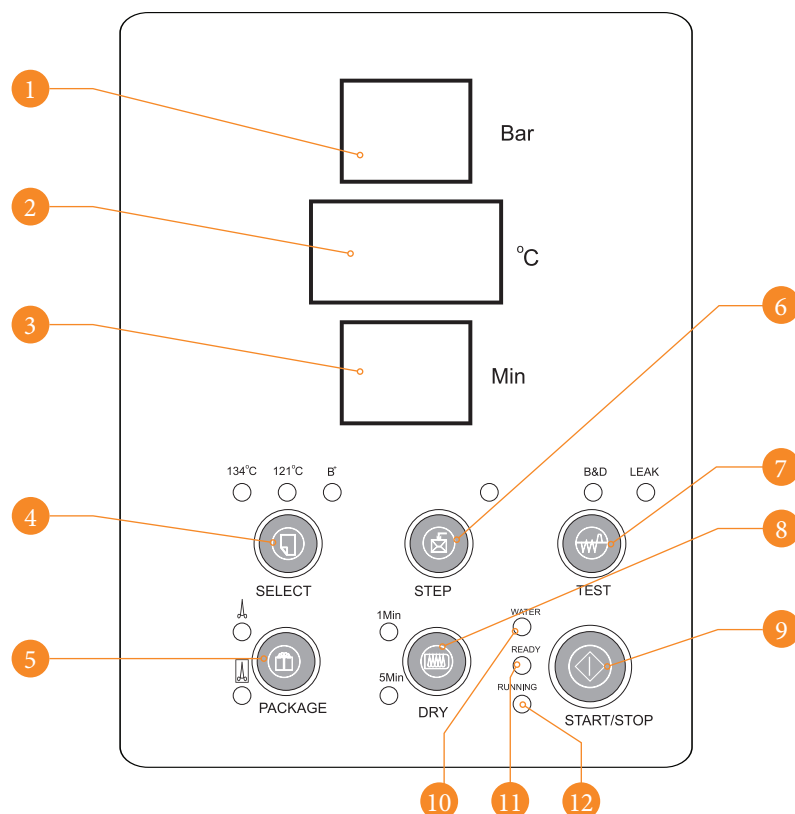 1
Bar
2
°C
3
Min
6
134°C 121°C B+
B&D LEAK
7
4
8
SELECT
STEP
TEST
1Min
WATER
9
READY
5
5Min
RUNNING
PACKAGE
DRY
START/STOP
10
11
12